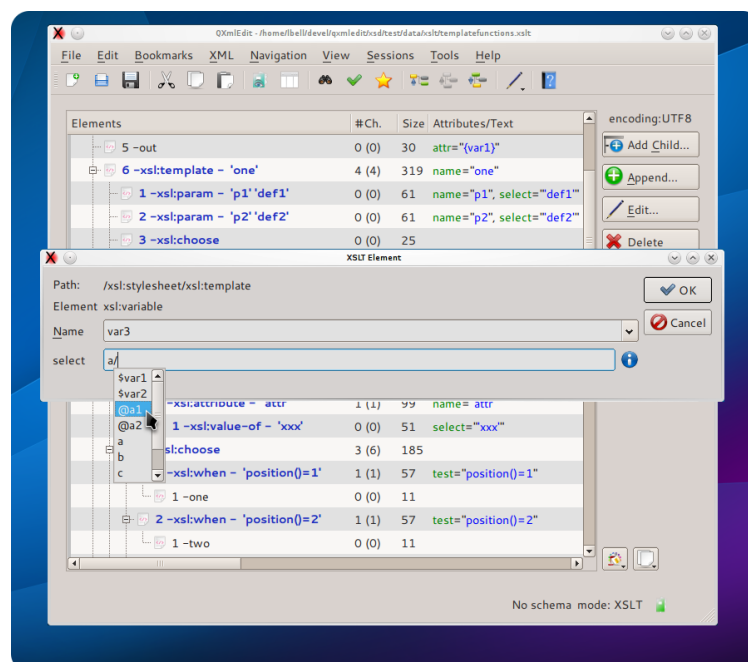 QXmlEdit - /home/lbell/devel/qxmledit/xsd/test/data/xslt/templatefunctions.xslt
File Edit Bookmarks XML Navigation View Sessions Tools Help
Elements #Ch. Size Attributes/Text encoding:UTF8
5 -out 0 (0) 30 attr="{var1}" Add Child...
6 -xsl:template - 'one' 4 (4) 319 name="one" Append...
1 -xsl:param - 'p1' 'def1' 0 (0) 61 name="p1", select="'def1'"
2 -xsl:param - 'p2' 'def2' 0 (0) 61 name="p2", select="'def2'" Edit...
3 -xsl:choose 0 (0) 25 Delete
XSLT Element
Path: /xsl:stylesheet/xsl:template OK
Element xsl:variable
Name var3 Cancel
select a/
$var1
$var2
@a1 -xsl:attribute - 'attr' 1 (1) 99 name="attr"
@a2 1 -xsl:value-of - 'xxx' 0 (0) 51 select="'xxx'"
a
b sl:choose 3 (6) 185
c -xsl:when - 'position()=1' 1 (1) 57 test="position()=1"
1 -one 0 (0) 11
2 -xsl:when - 'position()=2' 1 (1) 57 test="position()=2"
1 -two 0 (0) 11
No schema mode: XSLT